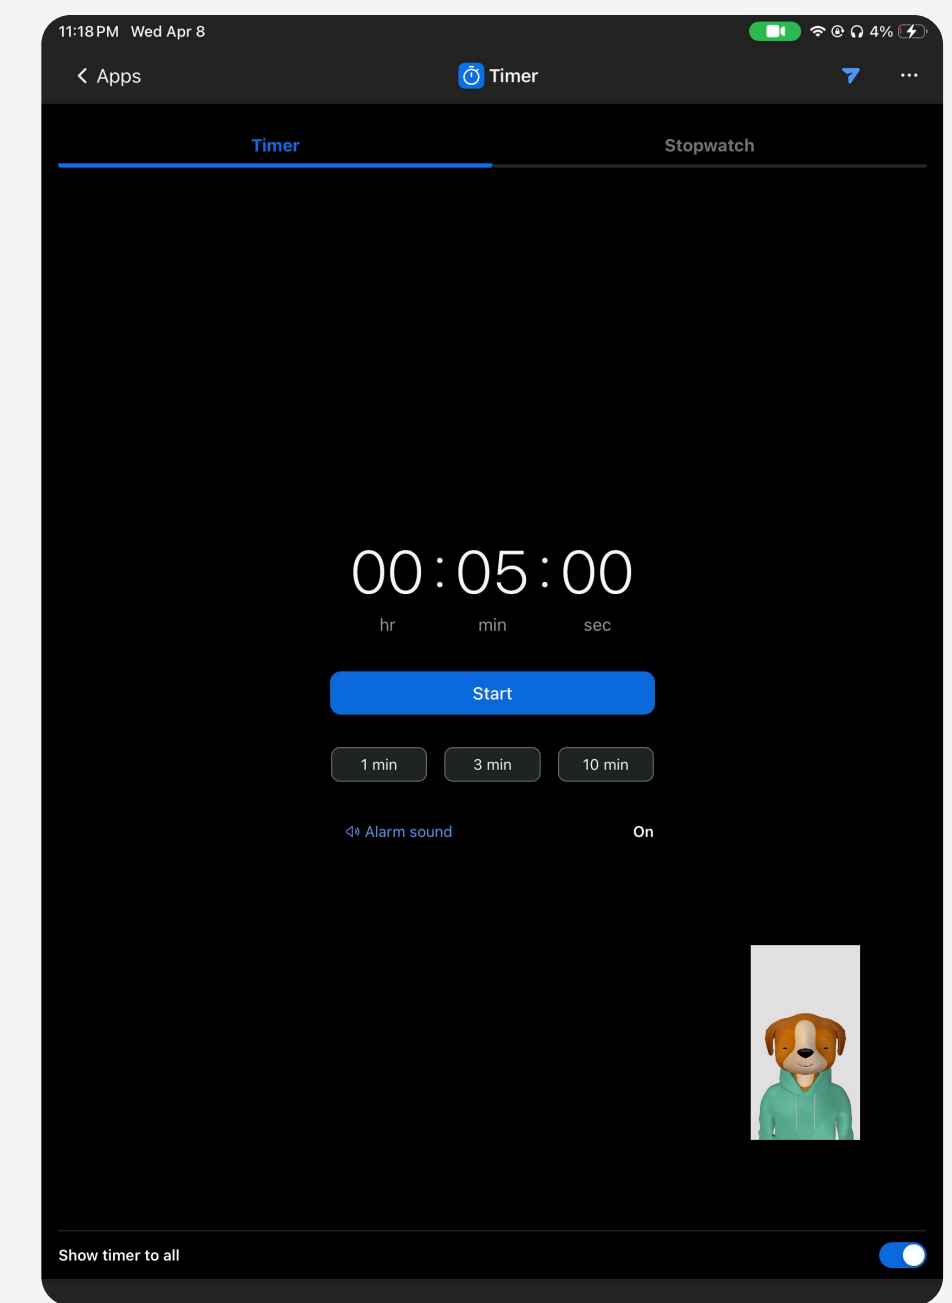 11:18 PM Wed Apr 8 4%
Apps Timer
Timer Stopwatch
00:05:00
hr min sec
Start
1 min 3 min 10 min
Alarm sound On
Show timer to all